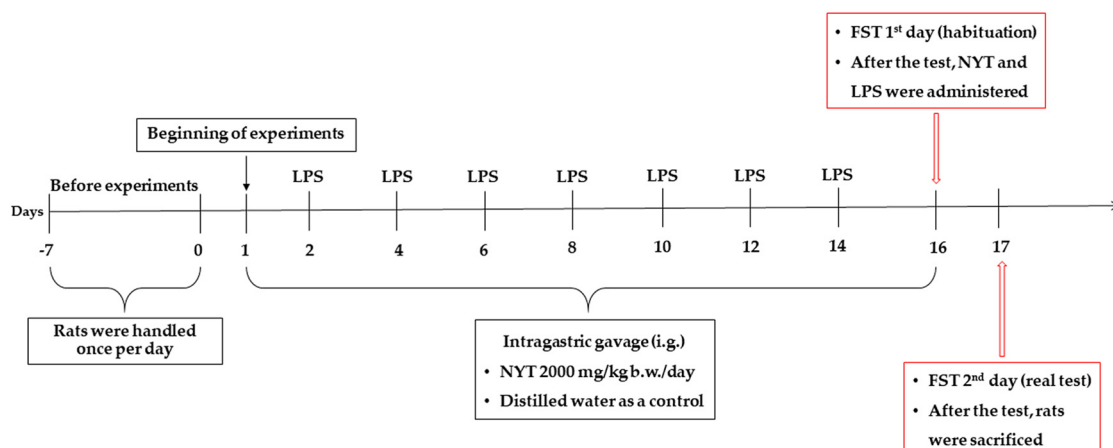 • FST 1st day (habituation)
• After the test, NYT and
LPS were administered
Beginning of experiments
Before experiments
LPS LPS LPS LPS LPS LPS LPS
Days
-7 0 1 2 4 6 8 10 12 14 16 17
Rats were handled
once per day
Intragastric gavage (i.g.)
• NYT 2000 mg/kg b.w./day
• Distilled water as a control
• FST 2nd day (real test)
• After the test, rats
were sacrificed